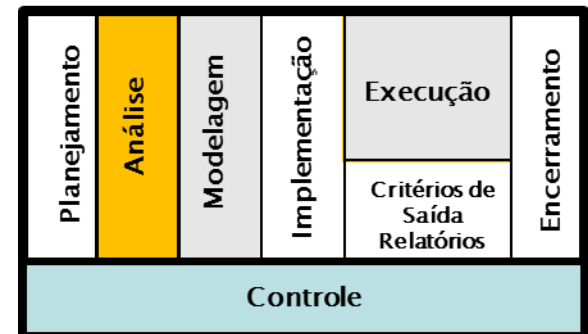 Planejamento
Análise
Modelagem
Implementação
Execução
Critérios de
Saída
Relatórios
Encerramento
Controle